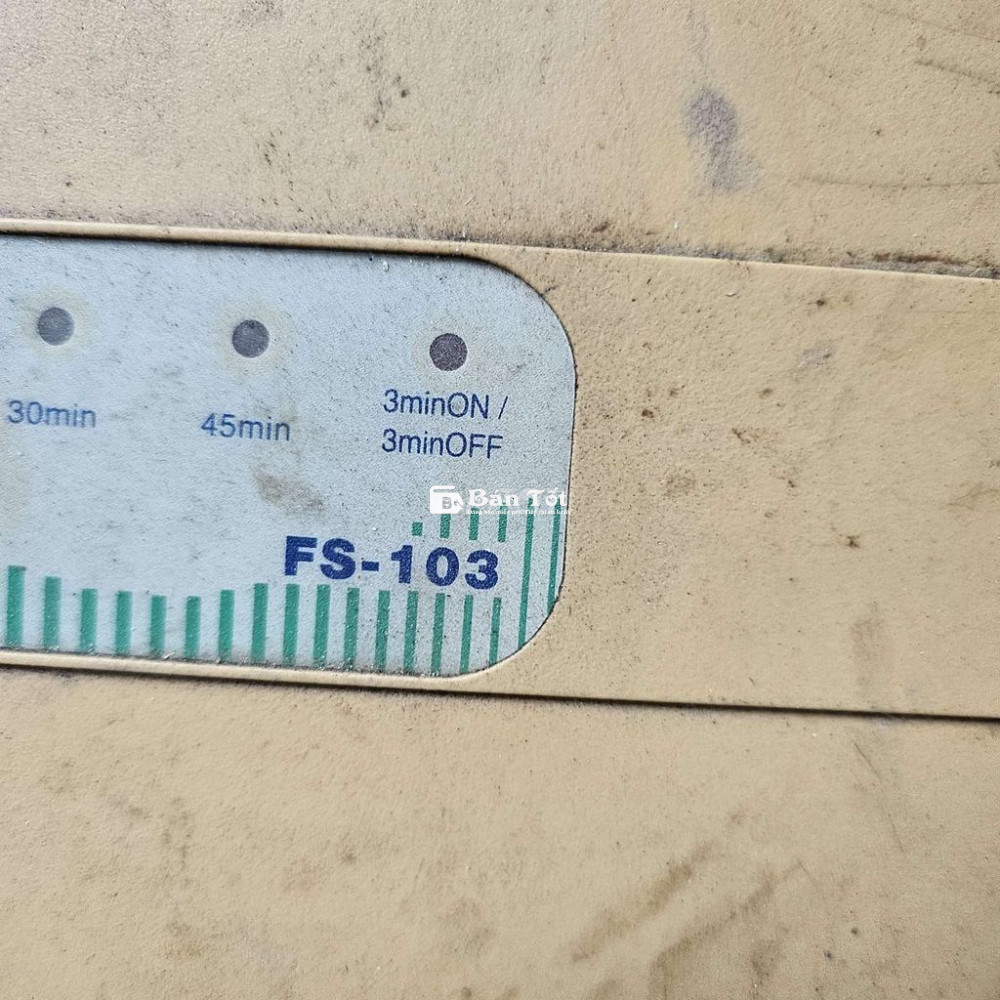 30min
45min
3minON /
3minOFF
Bán Tốt
FS-103